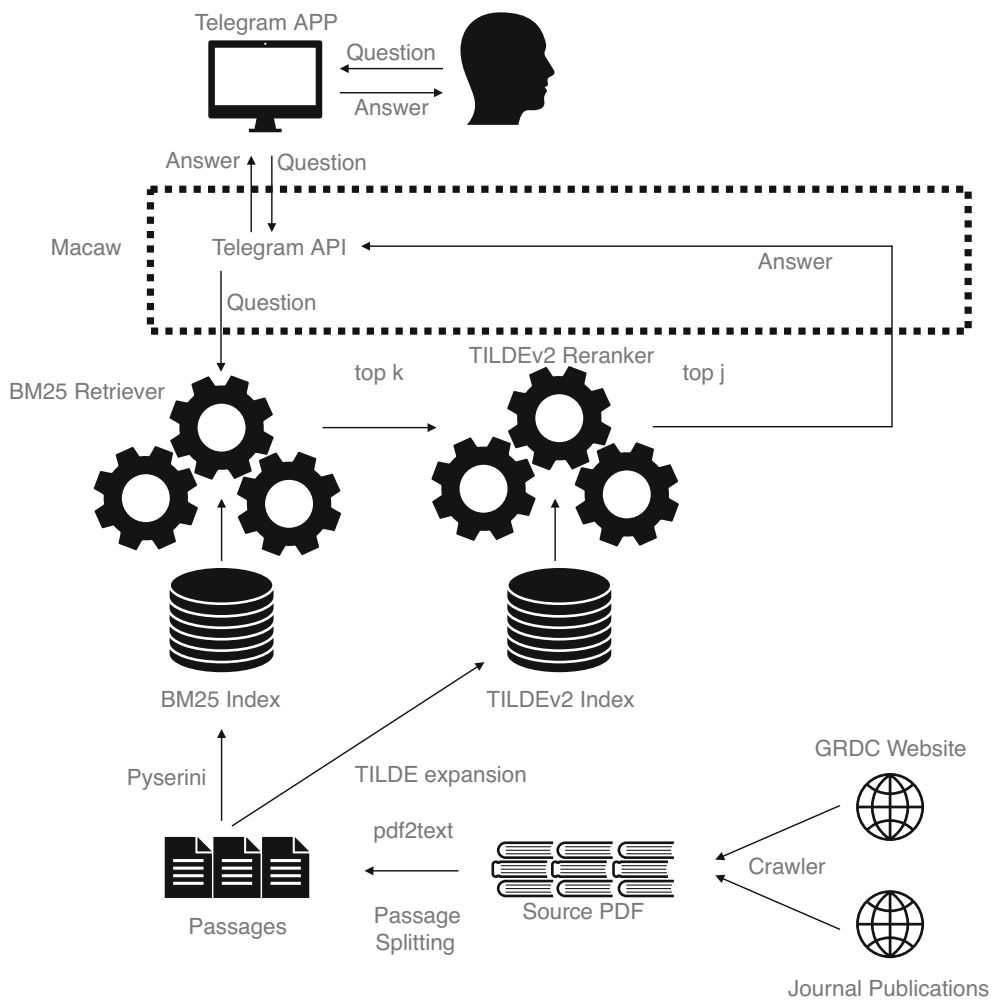 Telegram APP
Question
Answer
Answer
Question
Macaw
Telegram API
Answer
Question
TILDEv2 Reranker
BM25 Retriever
top k
top j
BM25 Index
TILDEv2 Index
GRDC Website
Pyserini
TILDE expansion
pdf2text
Crawler
Passages
Passage
Splitting
Source PDF
Journal Publications